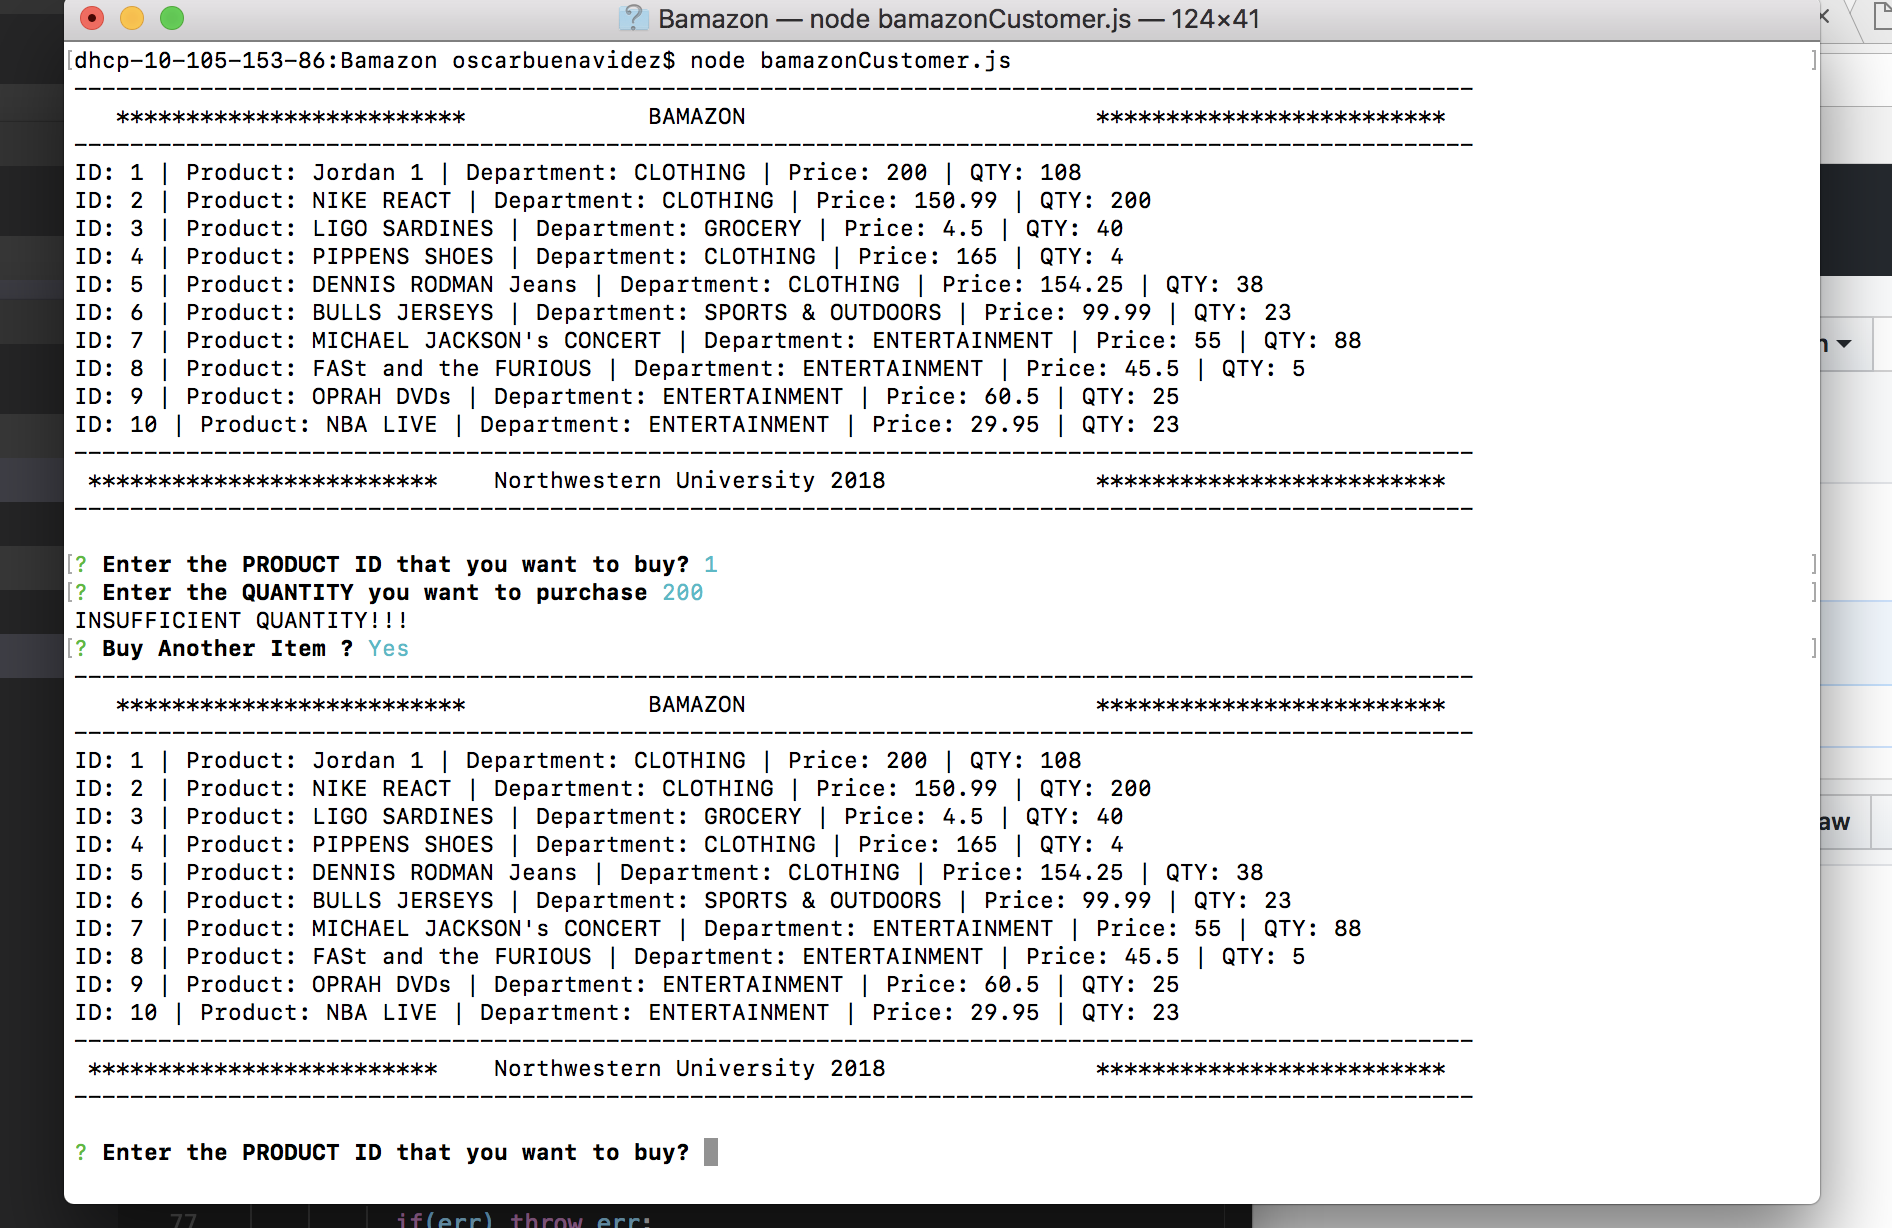 Bamazon — node bamazonCustomer.js — 124×41
[dhcp-10-105-153-86:Bamazon oscarbuenavidez$ node bamazonCustomer.js ]
----------------------------------------------------------------------------------------------------
   *************************             BAMAZON                         *************************
----------------------------------------------------------------------------------------------------
ID: 1 | Product: Jordan 1 | Department: CLOTHING | Price: 200 | QTY: 108
ID: 2 | Product: NIKE REACT | Department: CLOTHING | Price: 150.99 | QTY: 200
ID: 3 | Product: LIGO SARDINES | Department: GROCERY | Price: 4.5 | QTY: 40
ID: 4 | Product: PIPPENS SHOES | Department: CLOTHING | Price: 165 | QTY: 4
ID: 5 | Product: DENNIS RODMAN Jeans | Department: CLOTHING | Price: 154.25 | QTY: 38
ID: 6 | Product: BULLS JERSEYS | Department: SPORTS & OUTDOORS | Price: 99.99 | QTY: 23
ID: 7 | Product: MICHAEL JACKSON's CONCERT | Department: ENTERTAINMENT | Price: 55 | QTY: 88
ID: 8 | Product: FASt and the FURIOUS | Department: ENTERTAINMENT | Price: 45.5 | QTY: 5
ID: 9 | Product: OPRAH DVDs | Department: ENTERTAINMENT | Price: 60.5 | QTY: 25
ID: 10 | Product: NBA LIVE | Department: ENTERTAINMENT | Price: 29.95 | QTY: 23
----------------------------------------------------------------------------------------------------
 *************************    Northwestern University 2018               *************************
----------------------------------------------------------------------------------------------------
[? Enter the PRODUCT ID that you want to buy? 1 ]
[? Enter the QUANTITY you want to purchase 200 ]
INSUFFICIENT QUANTITY!!!
[? Buy Another Item ? Yes ]
----------------------------------------------------------------------------------------------------
   *************************             BAMAZON                         *************************
----------------------------------------------------------------------------------------------------
ID: 1 | Product: Jordan 1 | Department: CLOTHING | Price: 200 | QTY: 108
ID: 2 | Product: NIKE REACT | Department: CLOTHING | Price: 150.99 | QTY: 200
ID: 3 | Product: LIGO SARDINES | Department: GROCERY | Price: 4.5 | QTY: 40
ID: 4 | Product: PIPPENS SHOES | Department: CLOTHING | Price: 165 | QTY: 4
ID: 5 | Product: DENNIS RODMAN Jeans | Department: CLOTHING | Price: 154.25 | QTY: 38
ID: 6 | Product: BULLS JERSEYS | Department: SPORTS & OUTDOORS | Price: 99.99 | QTY: 23
ID: 7 | Product: MICHAEL JACKSON's CONCERT | Department: ENTERTAINMENT | Price: 55 | QTY: 88
ID: 8 | Product: FASt and the FURIOUS | Department: ENTERTAINMENT | Price: 45.5 | QTY: 5
ID: 9 | Product: OPRAH DVDs | Department: ENTERTAINMENT | Price: 60.5 | QTY: 25
ID: 10 | Product: NBA LIVE | Department: ENTERTAINMENT | Price: 29.95 | QTY: 23
----------------------------------------------------------------------------------------------------
 *************************    Northwestern University 2018               *************************
----------------------------------------------------------------------------------------------------
? Enter the PRODUCT ID that you want to buy?
77 if(err) throw err;